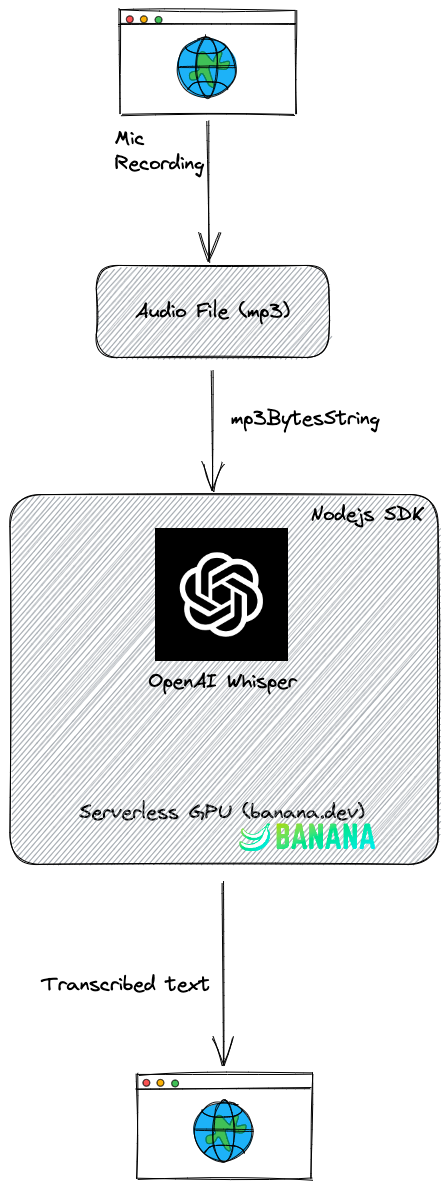 Mic
Recording
Audio File (mp3)
mp3BytesString
Nodejs SDK
OpenAI Whisper
Serverless GPU (banana.dev)
BANANA
Transcribed text